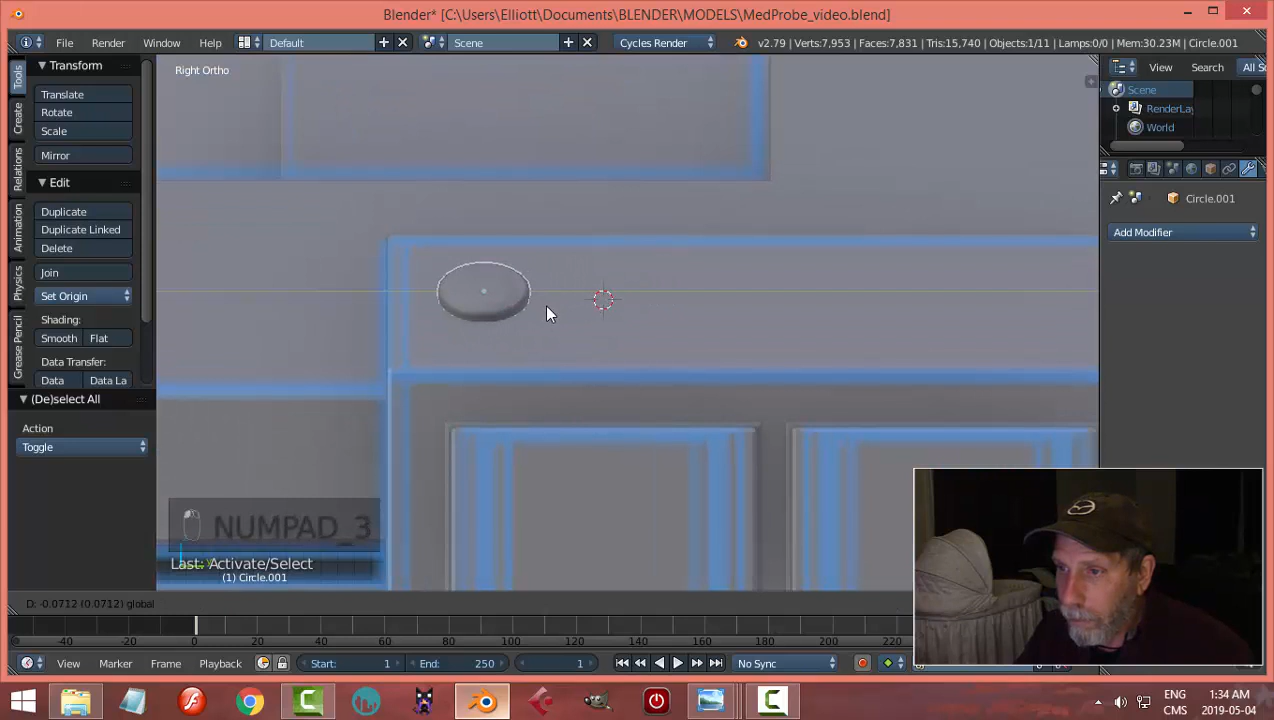 Blender* [C:\Users\Elliott\Documents\BLENDER\MODELS\MedProbe_video.blend]
File Render Window Help Default Scene Cycles Render v2.79 | Verts:7,953 | Faces:7,831 | Tris:15,740 | Objects:1/11 | Lamps:0/0 | Mem:30.23M | Circle.001
Tools
Create
Relations
Animation
Physics
Grease Pencil
Transform
Translate
Rotate
Scale
Mirror
Edit
Duplicate
Duplicate Linked
Delete
Join
Set Origin
Shading:
Smooth Flat
Data Transfer:
Data Data La
(De)select All
Action
Toggle
Right Ortho
NUMPAD_3
Last: Activate/Select
(1) Circle.001
View Search All S
Scene
RenderLay
World
Circle.001
Add Modifier
D: -0.0712 (0.0712) global
-40 -20 0 20 40 60 80 100 120 140 160 180 200 220
View Marker Frame Playback Start: 1 End: 250 1 No Sync
ENG
CMS
1:34 AM
2019-05-04